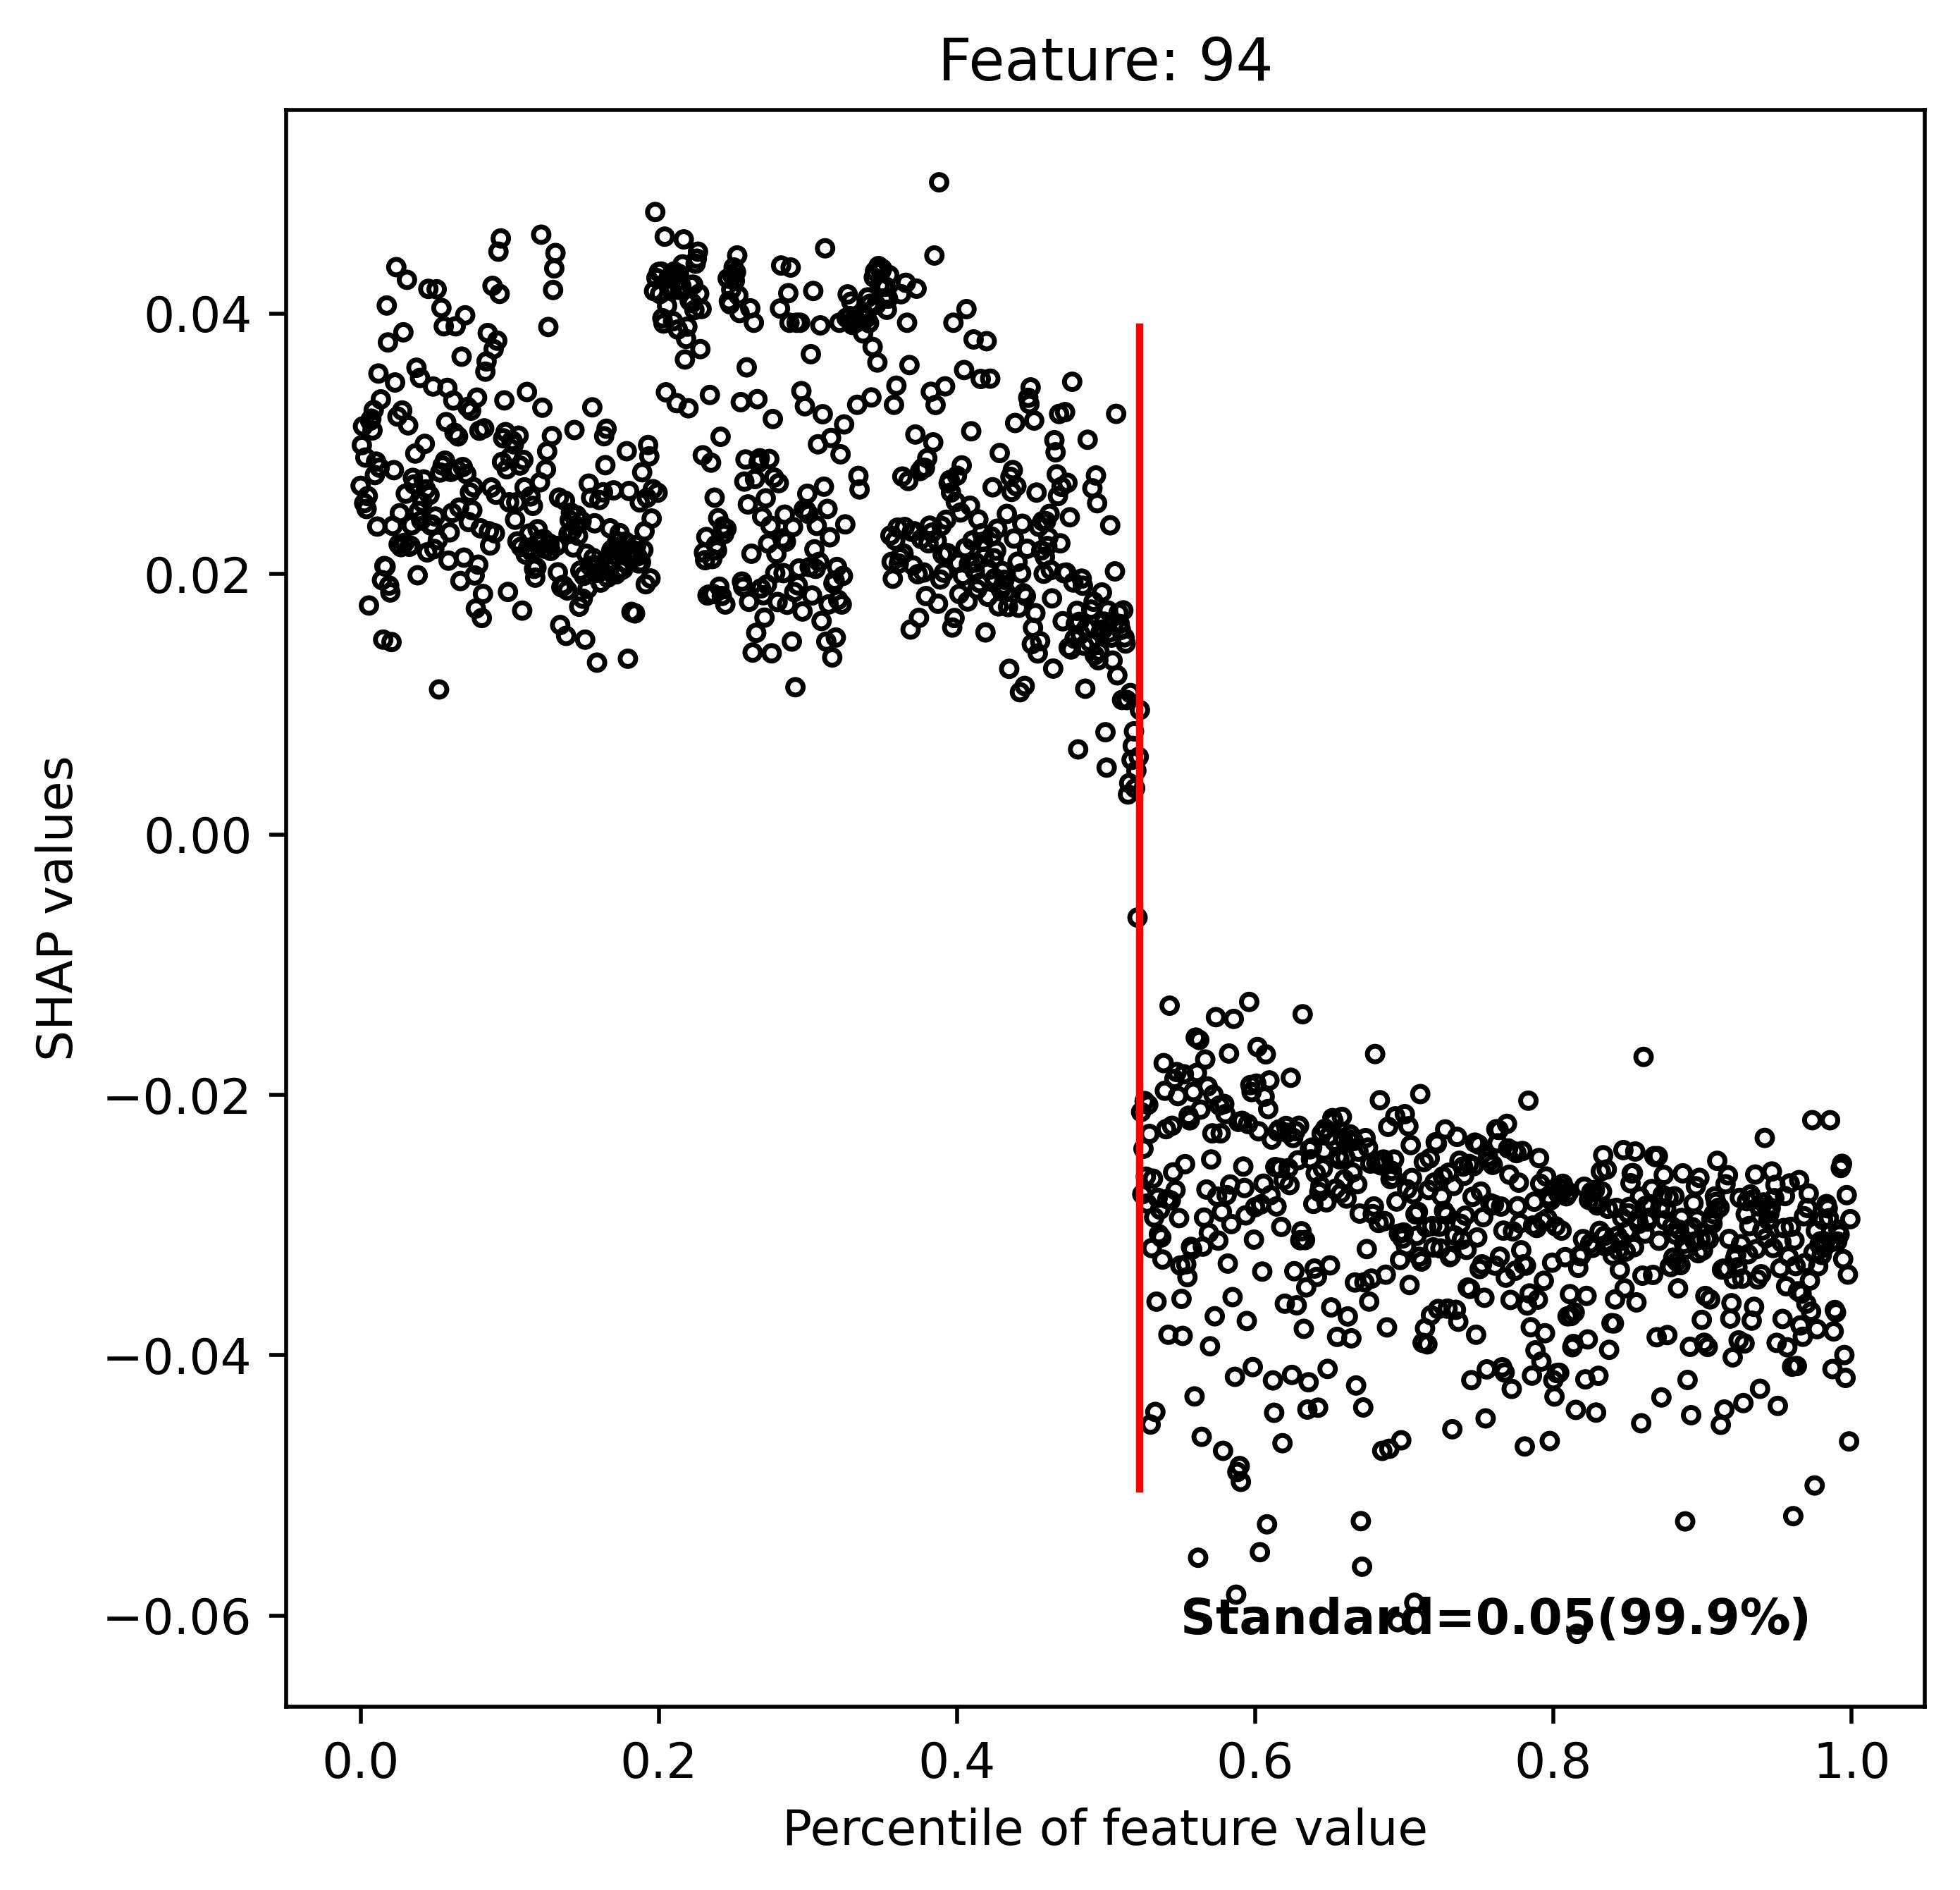 Feature: 94
0.04
0.02
0.00
−0.02
−0.04
−0.06
SHAP values
Standard=0.05(99.9%)
0.0 0.2 0.4 0.6 0.8 1.0
Percentile of feature value